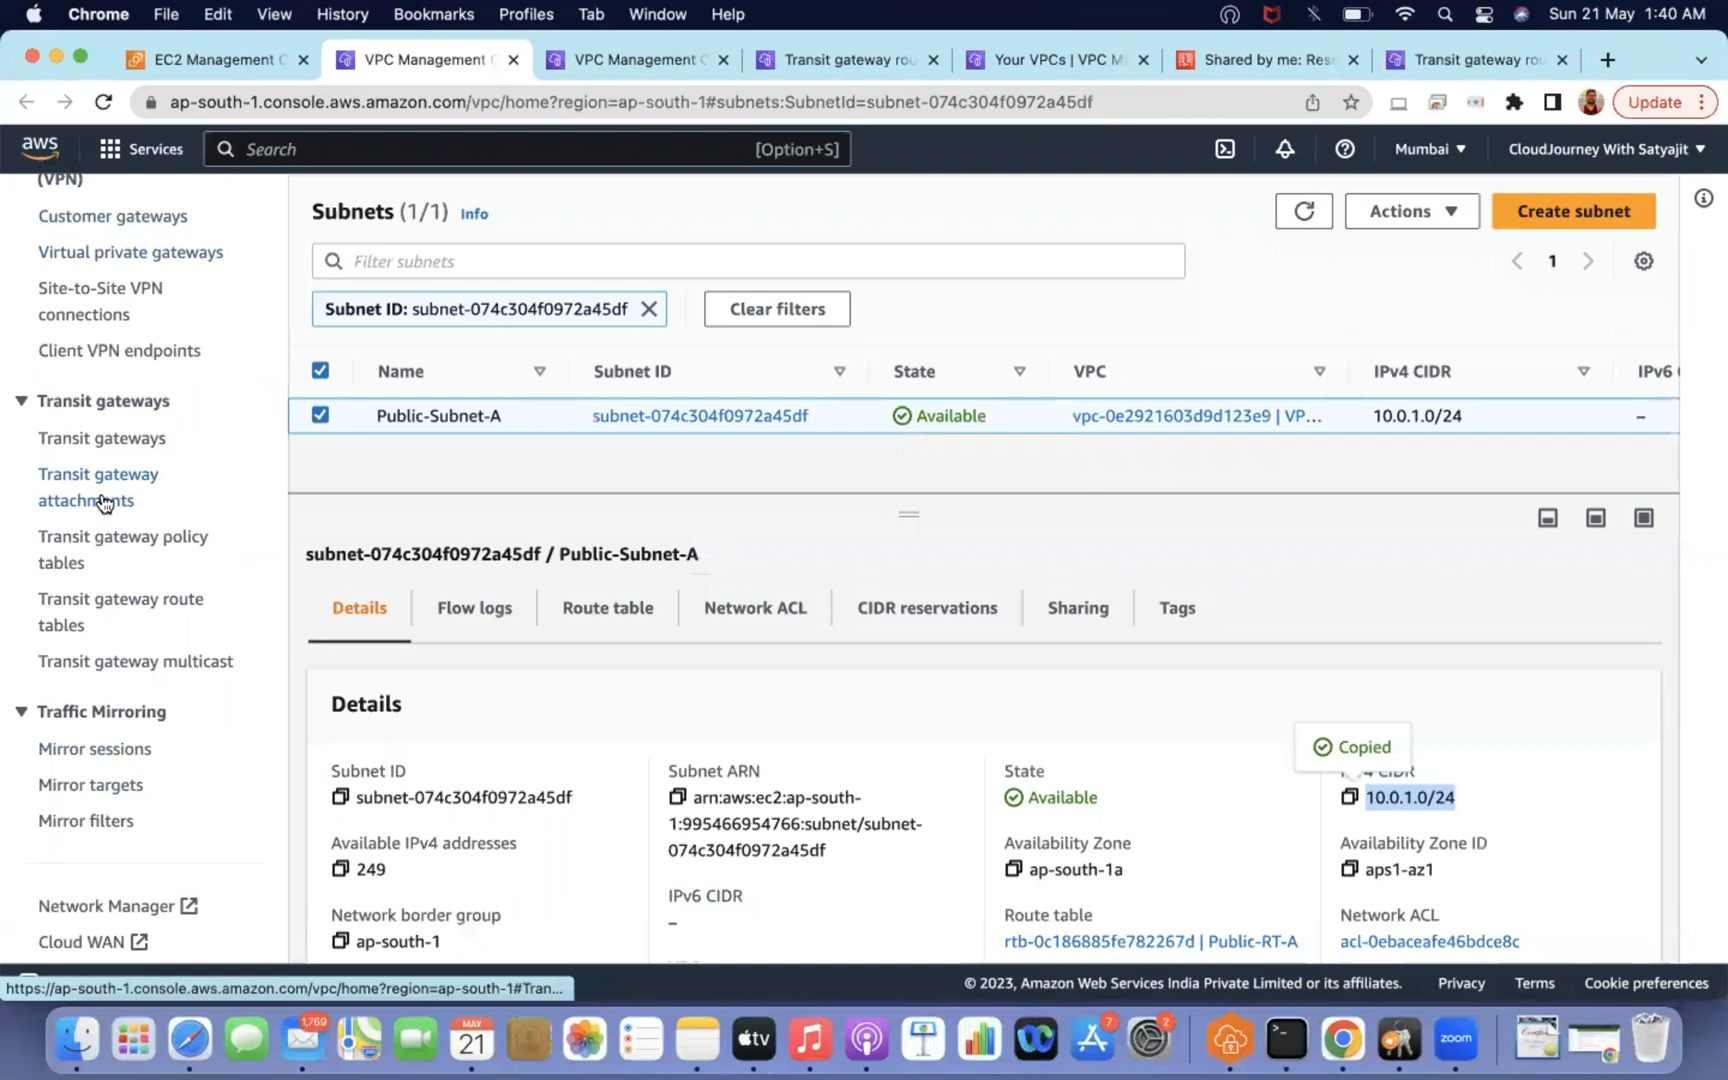 Chrome File Edit View History Bookmarks Profiles Tab Window Help Sun 21 May 1:40 AM
EC2 Management C VPC Management C VPC Management C Transit gateway rou Your VPCs | VPC M Shared by me: Res Transit gateway rou
ap-south-1.console.aws.amazon.com/vpc/home?region=ap-south-1#subnets:SubnetId=subnet-074c304f0972a45df Update
aws Services Search [Option+S] Mumbai CloudJourney With Satyajit
(VPN)
Customer gateways
Virtual private gateways
Site-to-Site VPN
connections
Client VPN endpoints
Transit gateways
Transit gateways
Transit gateway
attachments
Transit gateway policy
tables
Transit gateway route
tables
Transit gateway multicast
Traffic Mirroring
Mirror sessions
Mirror targets
Mirror filters
Network Manager
Cloud WAN
Subnets (1/1) Info
Actions
Create subnet
Filter subnets
1
Subnet ID: subnet-074c304f0972a45df
Clear filters
Name Subnet ID State VPC IPv4 CIDR IPv6
Public-Subnet-A subnet-074c304f0972a45df Available vpc-0e2921603d9d123e9 | VP... 10.0.1.0/24 –
subnet-074c304f0972a45df / Public-Subnet-A
Details Flow logs Route table Network ACL CIDR reservations Sharing Tags
Details
Subnet ID
subnet-074c304f0972a45df
Available IPv4 addresses
249
Network border group
ap-south-1
Subnet ARN
arn:aws:ec2:ap-south-
1:995466954766:subnet/subnet-
074c304f0972a45df
IPv6 CIDR
–
State
Available
Availability Zone
ap-south-1a
Route table
rtb-0c186885fe782267d | Public-RT-A
Copied
CIDR
10.0.1.0/24
Availability Zone ID
aps1-az1
Network ACL
acl-0ebaceafe46bdce8c
https://ap-south-1.console.aws.amazon.com/vpc/home?region=ap-south-1#Tran...
© 2023, Amazon Web Services India Private Limited or its affiliates. Privacy Terms Cookie preferences
1,769
MAY
21
tv
7
2
zoom